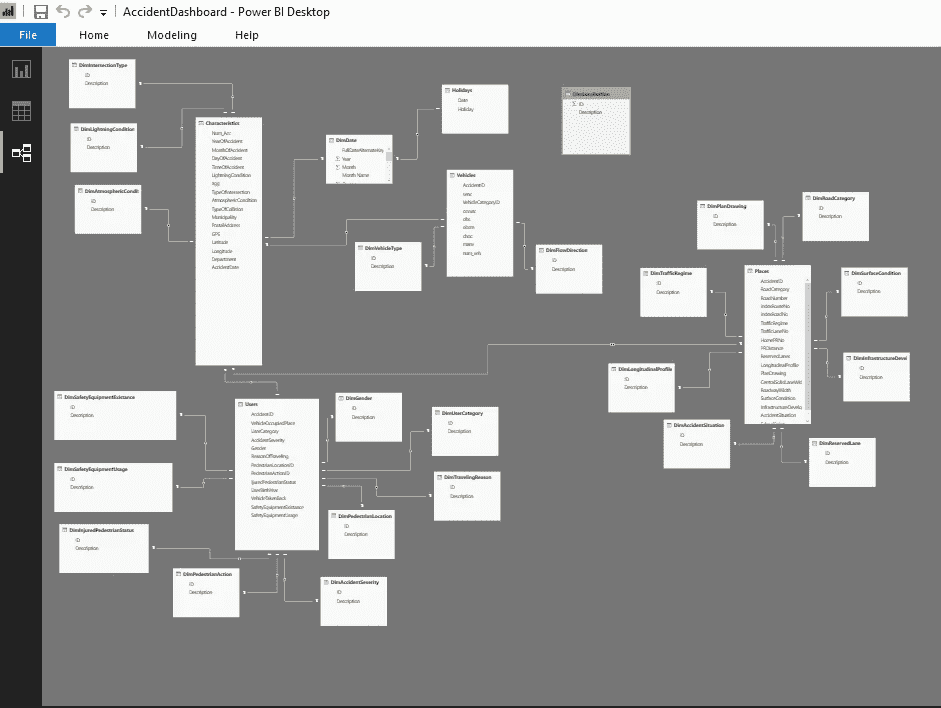 AccidentDashboard - Power BI Desktop
File
Home
Modeling
Help
DimIntersectionType
ID
Description
DimLightningCondition
ID
Description
DimAtmosphericCondit
ID
Description
Characteristics
Num_Acc
YearOfAccident
MonthOfAccident
DayOfAccident
TimeOfAccident
LightningCondition
agg
TypeOfIntersection
AtmosphericCondition
TypeOfCollision
Municipality
PostalAddress
GPS
Latitude
Longitude
Department
AccidentDate
DimDate
FullDateAlternateKey
Year
Month
Month Name
Holidays
Date
Holiday
ID
Description
Vehicles
AccidentID
senc
VehicleCategoryID
occutc
obs
obsm
choc
manv
num_veh
DimVehicleType
ID
Description
DimFlowDirection
ID
Description
DimPlanDrawing
ID
Description
DimRoadCategory
ID
Description
DimTrafficRegime
ID
Description
Places
AccidentID
RoadCategory
RoadNumber
IndexRouteNo
IndexRoadNo
TrafficRegime
TrafficLaneNo
HomePRNo
PRDistance
ReservedLanes
LongitudinalProfile
PlanDrawing
CentralSolidLaneWidt
RoadwayWidth
SurfaceCondition
InfrastructureDevelo
AccidentSituation
DimSurfaceCondition
ID
Description
DimInfrastructureDevel
ID
Description
DimLongitudinalProfile
ID
Description
DimAccidentSituation
ID
Description
DimReservedLane
ID
Description
DimSafetyEquipmentExistance
ID
Description
DimSafetyEquipmentUsage
ID
Description
DimInjuredPedestrianStatus
ID
Description
DimPedestrianAction
ID
Description
Users
AccidentID
VehicleOccupiedPlace
UserCategory
AccidentSeverity
Gender
ReasonOfTraveling
PedestrianLocationID
PedestrianActionID
InjuredPedestrianStatus
UserBirthYear
VehicleTakenBack
SafetyEquipmentExistance
SafetyEquipmentUsage
DimGender
ID
Description
DimUserCategory
ID
Description
DimTravelingReason
ID
Description
DimPedestrianLocation
ID
Description
DimAccidentSeverity
ID
Description